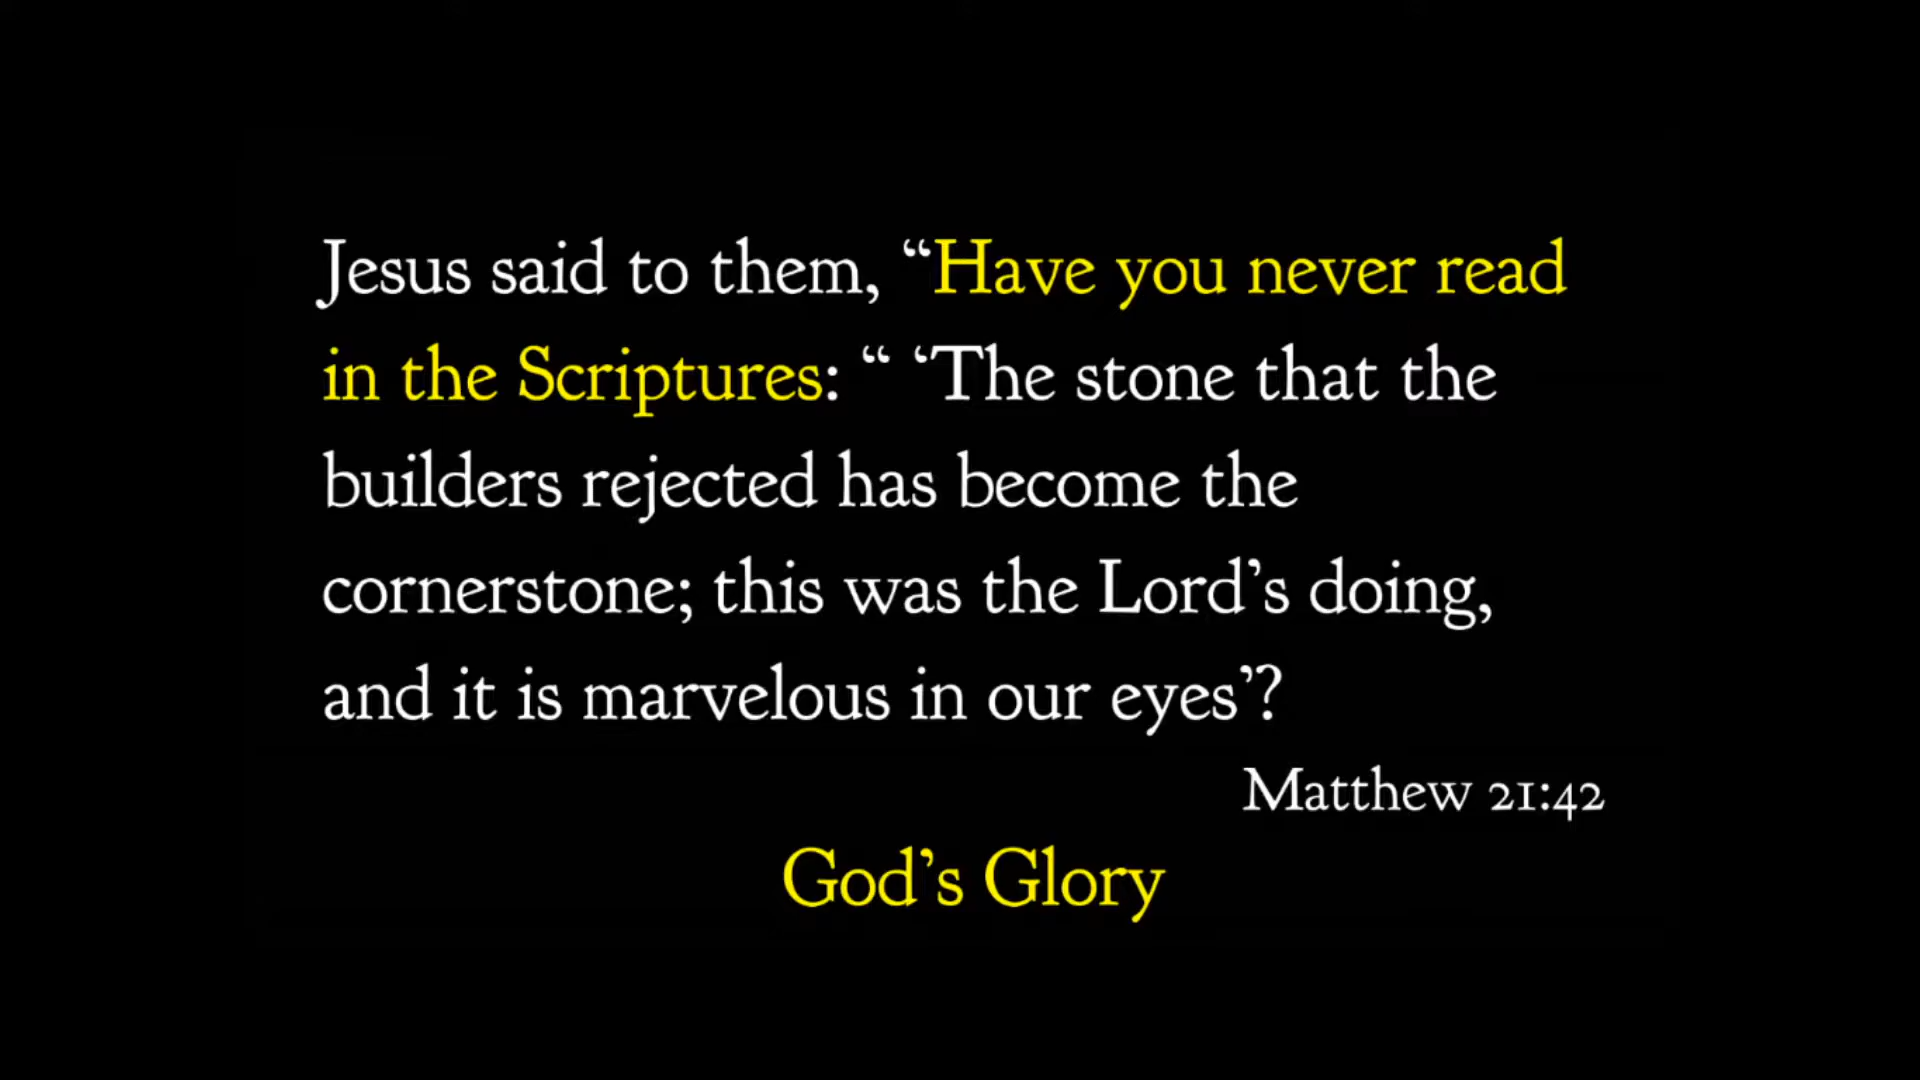 Jesus said to them, “Have you never read
in the Scriptures: “ ‘The stone that the
builders rejected has become the
cornerstone; this was the Lord’s doing,
and it is marvelous in our eyes’?
Matthew 21:42
God’s Glory